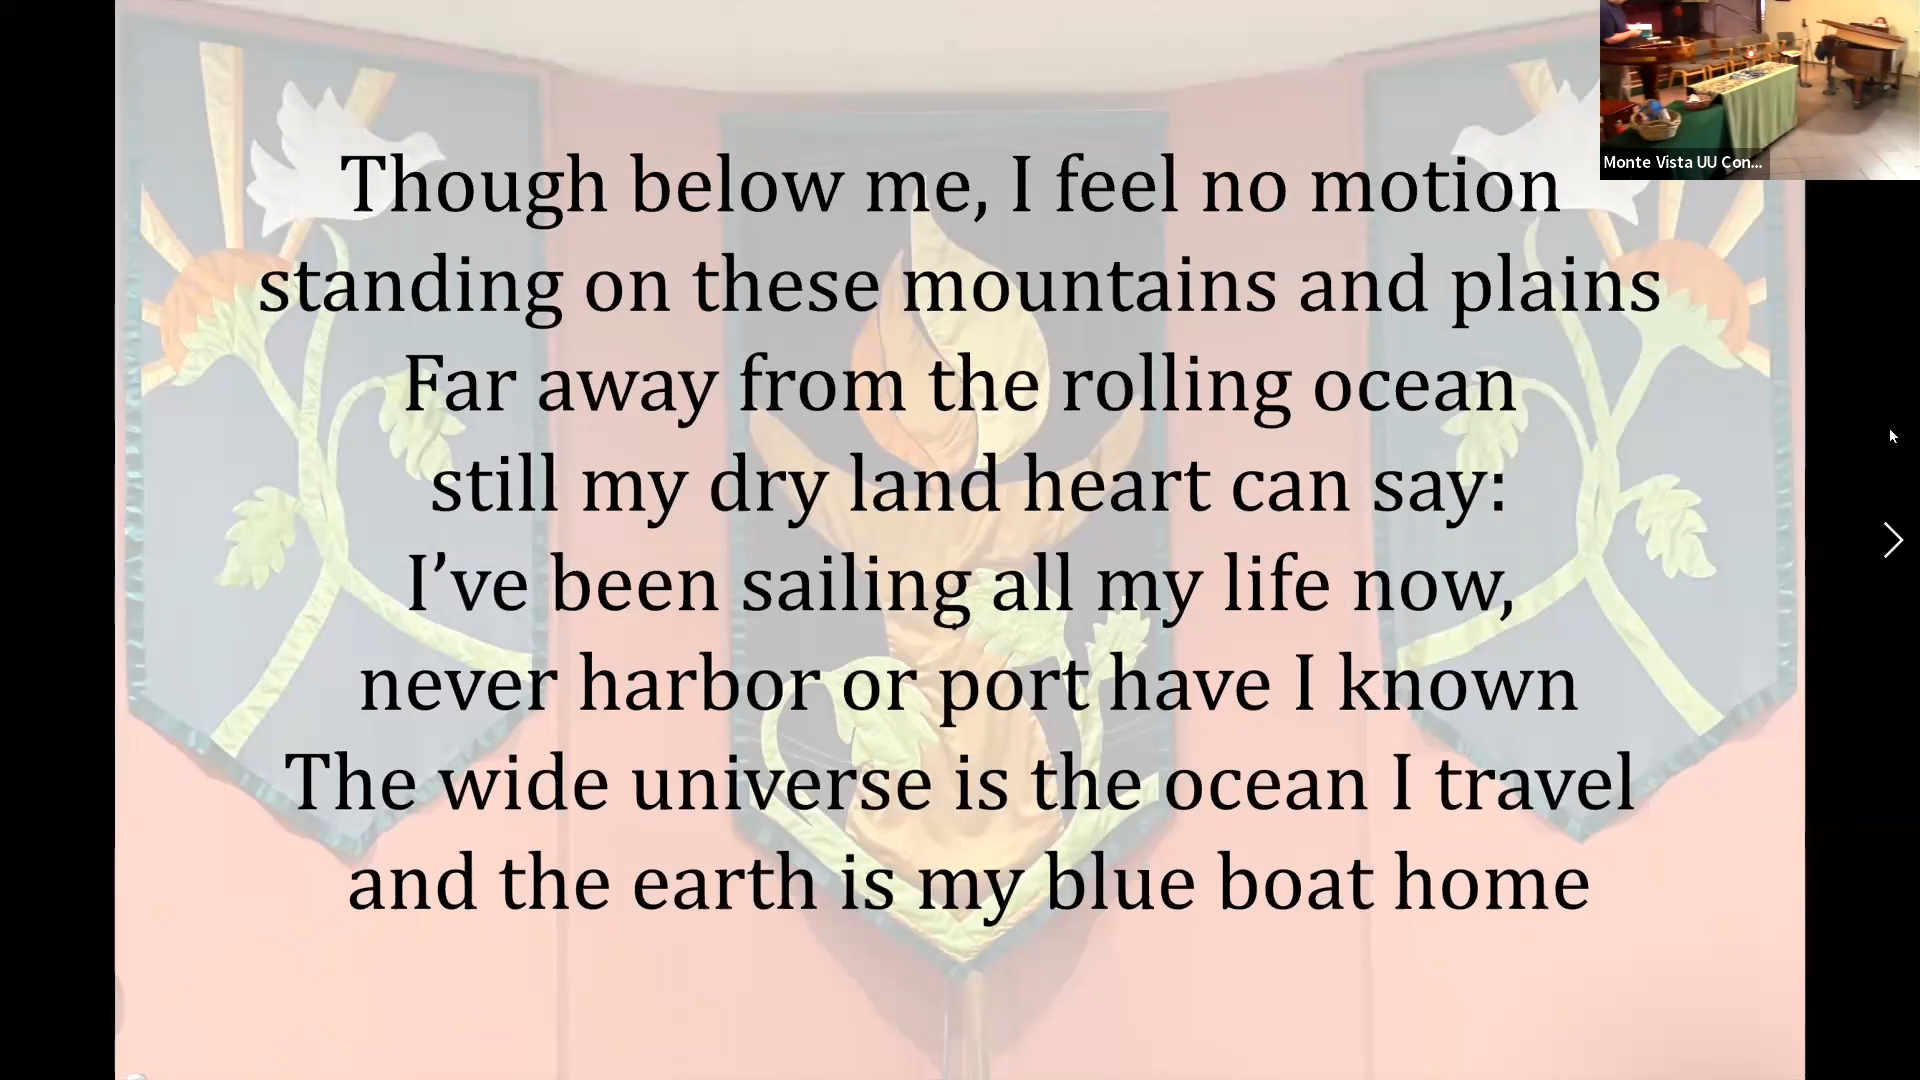 Though below me, I feel no motion
standing on these mountains and plains
Far away from the rolling ocean
still my dry land heart can say:
I’ve been sailing all my life now,
never harbor or port have I known
The wide universe is the ocean I travel
and the earth is my blue boat home
Monte Vista UU Con...